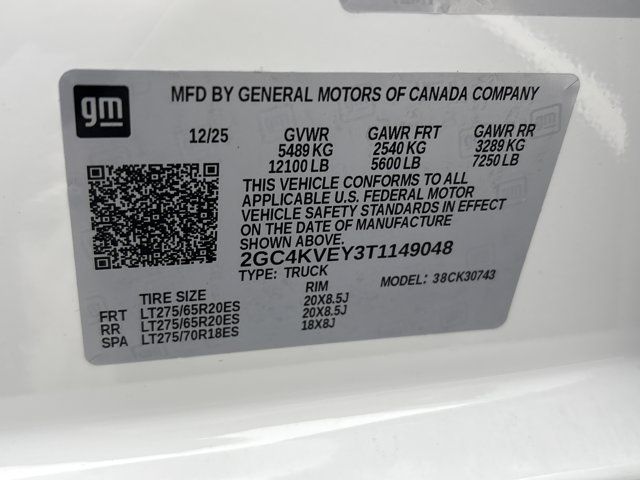 gm
MFD BY GENERAL MOTORS OF CANADA COMPANY
12/25 GVWR GAWR FRT GAWR RR
5489 KG 2540 KG 3289 KG
12100 LB 5600 LB 7250 LB
THIS VEHICLE CONFORMS TO ALL
APPLICABLE U.S. FEDERAL MOTOR
VEHICLE SAFETY STANDARDS IN EFFECT
ON THE DATE OF MANUFACTURE
SHOWN ABOVE.
2GC4KVEY3T1149048
TYPE: TRUCK MODEL: 38CK30743
TIRE SIZE RIM
FRT LT275/65R20ES 20X8.5J
RR LT275/65R20ES 20X8.5J
SPA LT275/70R18ES 18X8J